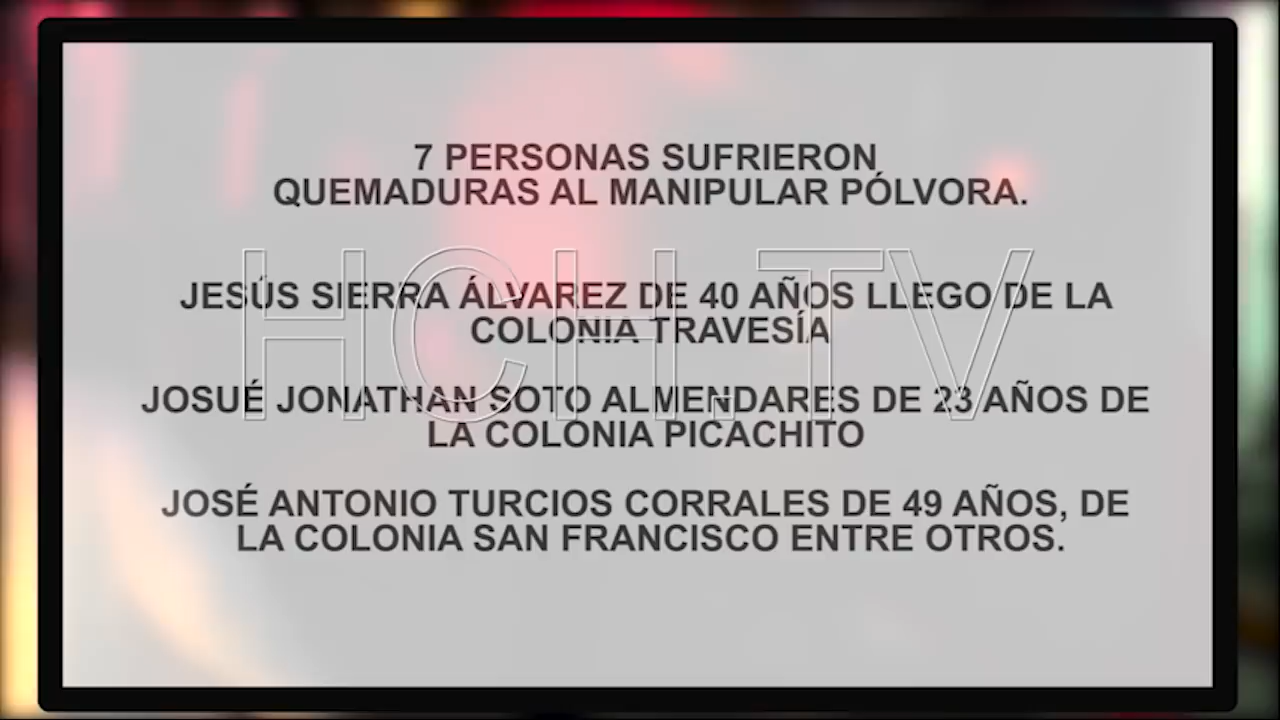 7 PERSONAS SUFRIERON
QUEMADURAS AL MANIPULAR PÓLVORA.
HCH.TV
JESÚS SIERRA ÁLVAREZ DE 40 AÑOS LLEGO DE LA
COLONIA TRAVESÍA
JOSUÉ JONATHAN SOTO ALMENDARES DE 23 AÑOS DE
LA COLONIA PICACHITO
JOSÉ ANTONIO TURCIOS CORRALES DE 49 AÑOS, DE
LA COLONIA SAN FRANCISCO ENTRE OTROS.